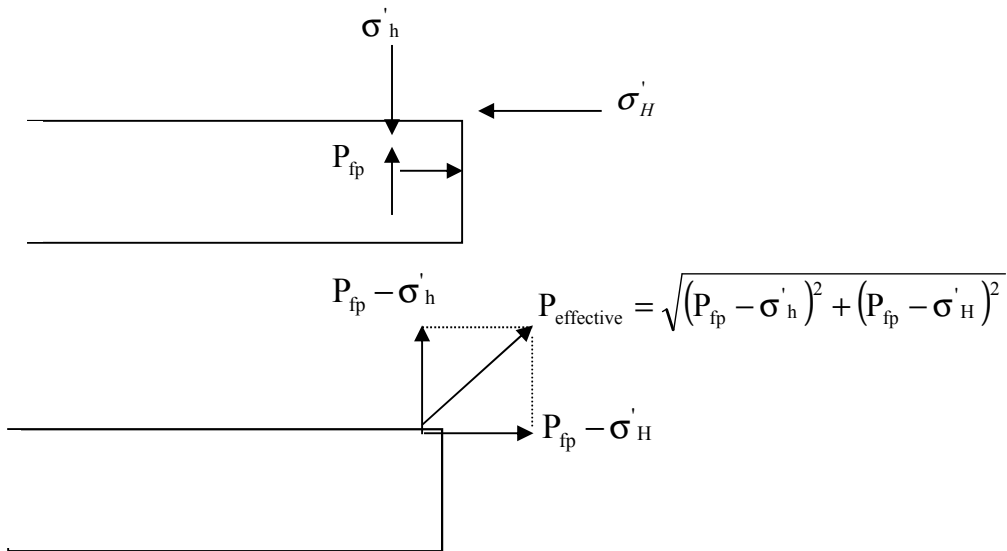 σ'h
σ'H
Pfp
Pfp − σ'h
Peffective = √((Pfp − σ'h)² + (Pfp − σ'H)²)
Pfp − σ'H